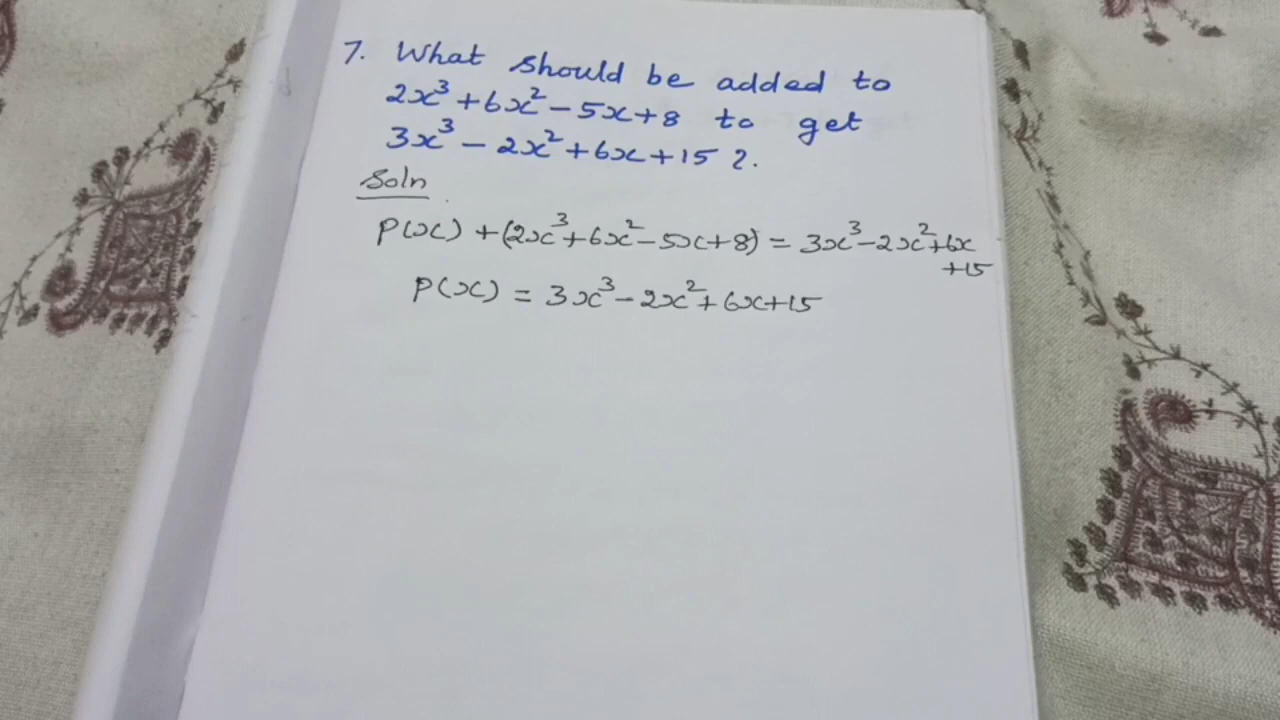 7. What should be added to
2x³ + 6x² - 5x + 8 to get
3x³ - 2x² + 6x + 15 ?.
Soln
P(x) + (2x³ + 6x² - 5x + 8) = 3x³ - 2x² + 6x
+15
P(x) = 3x³ - 2x² + 6x + 15